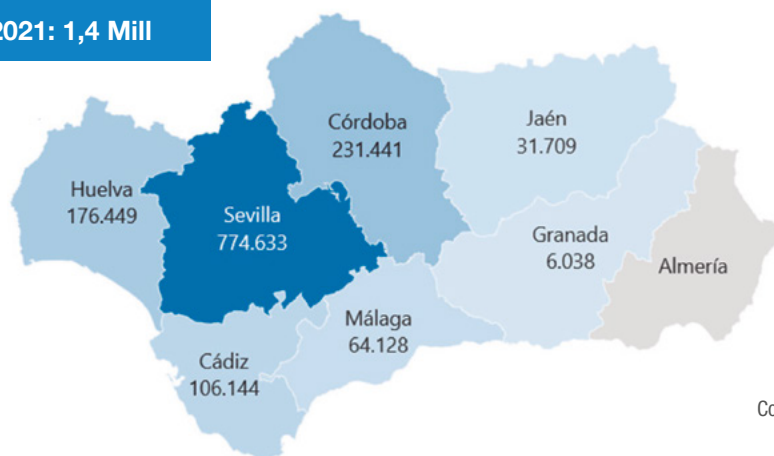 2021: 1,4 Mill
Córdoba
231.441
Jaén
31.709
Huelva
176.449
Sevilla
774.633
Granada
6.038
Almería
Málaga
64.128
Cádiz
106.144